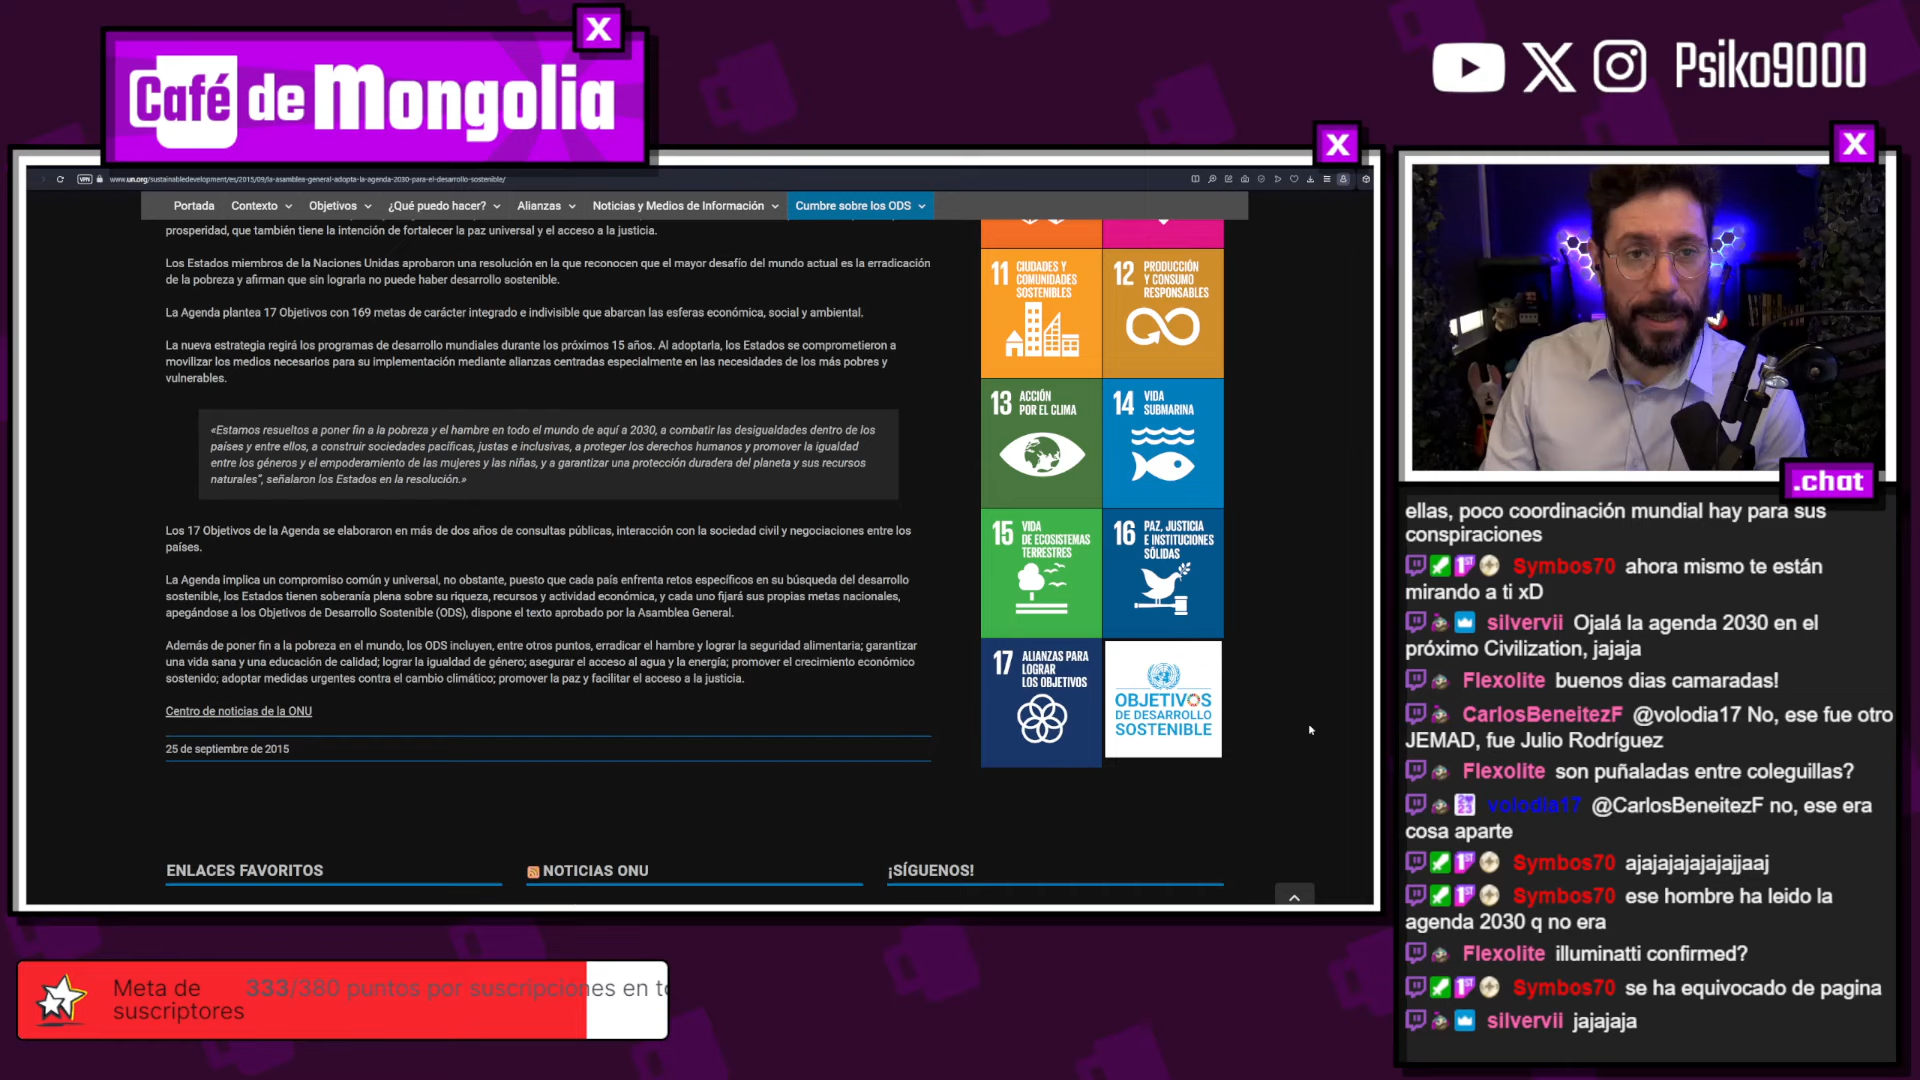 X
Café de Mongolia
Psiko9000
X
X
VPN
www.un.org/sustainabledevelopment/es/2015/09/la-asamblea-general-adopta-la-agenda-2030-para-el-desarrollo-sostenible/
Portada Contexto Objetivos ¿Qué puedo hacer? Alianzas Noticias y Medios de Información Cumbre sobre los ODS
prosperidad, que también tiene la intención de fortalecer la paz universal y el acceso a la justicia.
Los Estados miembros de la Naciones Unidas aprobaron una resolución en la que reconocen que el mayor desafío del mundo actual es la erradicación
de la pobreza y afirman que sin lograrla no puede haber desarrollo sostenible.
La Agenda plantea 17 Objetivos con 169 metas de carácter integrado e indivisible que abarcan las esferas económica, social y ambiental.
La nueva estrategia regirá los programas de desarrollo mundiales durante los próximos 15 años. Al adoptarla, los Estados se comprometieron a
movilizar los medios necesarios para su implementación mediante alianzas centradas especialmente en las necesidades de los más pobres y
vulnerables.
«Estamos resueltos a poner fin a la pobreza y el hambre en todo el mundo de aquí a 2030, a combatir las desigualdades dentro de los
países y entre ellos, a construir sociedades pacíficas, justas e inclusivas, a proteger los derechos humanos y promover la igualdad
entre los géneros y el empoderamiento de las mujeres y las niñas, y a garantizar una protección duradera del planeta y sus recursos
naturales”, señalaron los Estados en la resolución.»
Los 17 Objetivos de la Agenda se elaboraron en más de dos años de consultas públicas, interacción con la sociedad civil y negociaciones entre los
países.
La Agenda implica un compromiso común y universal, no obstante, puesto que cada país enfrenta retos específicos en su búsqueda del desarrollo
sostenible, los Estados tienen soberanía plena sobre su riqueza, recursos y actividad económica, y cada uno fijará sus propias metas nacionales,
apegándose a los Objetivos de Desarrollo Sostenible (ODS), dispone el texto aprobado por la Asamblea General.
Además de poner fin a la pobreza en el mundo, los ODS incluyen, entre otros puntos, erradicar el hambre y lograr la seguridad alimentaria; garantizar
una vida sana y una educación de calidad; lograr la igualdad de género; asegurar el acceso al agua y la energía; promover el crecimiento económico
sostenido; adoptar medidas urgentes contra el cambio climático; promover la paz y facilitar el acceso a la justicia.
Centro de noticias de la ONU
25 de septiembre de 2015
11 CIUDADES Y
COMUNIDADES
SOSTENIBLES
12 PRODUCCIÓN
Y CONSUMO
RESPONSABLES
13 ACCIÓN
POR EL CLIMA
14 VIDA
SUBMARINA
15 VIDA
DE ECOSISTEMAS
TERRESTRES
16 PAZ, JUSTICIA
E INSTITUCIONES
SÓLIDAS
17 ALIANZAS PARA
LOGRAR
LOS OBJETIVOS
OBJETIVOS
DE DESARROLLO
SOSTENIBLE
ENLACES FAVORITOS
NOTICIAS ONU
¡SÍGUENOS!
.chat
ellas, poco coordinación mundial hay para sus
conspiraciones
Symbos70 ahora mismo te están
mirando a ti xD
silvervii Ojalá la agenda 2030 en el
próximo Civilization, jajaja
Flexolite buenos dias camaradas!
CarlosBeneitezF @volodia17 No, ese fue otro
JEMAD, fue Julio Rodríguez
Flexolite son puñaladas entre coleguillas?
volodia17 @CarlosBeneitezF no, ese era
cosa aparte
Symbos70 ajajajajajajajjaaj
Symbos70 ese hombre ha leido la
agenda 2030 q no era
Flexolite illuminatti confirmed?
Symbos70 se ha equivocado de pagina
silvervii jajajaja
Meta de
suscriptores
333/380 puntos por suscripciones en to